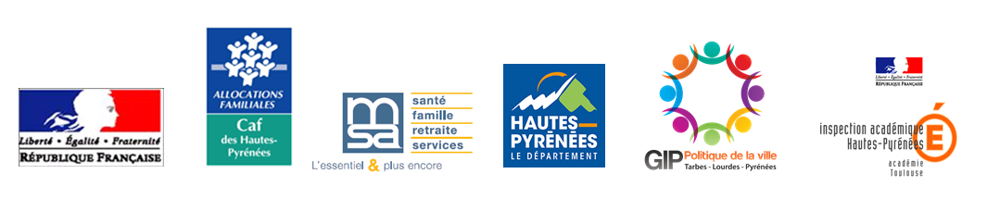 Liberté • Égalité • Fraternité
RÉPUBLIQUE FRANÇAISE
ALLOCATIONS
FAMILIALES
Caf
des Hautes-
Pyrénées
msa
santé
famille
retraite
services
L'essentiel & plus encore
HAUTES-
PYRÉNÉES
LE DÉPARTEMENT
GIP Politique de la ville
Tarbes - Lourdes - Pyrénées
Liberté • Égalité • Fraternité
RÉPUBLIQUE FRANÇAISE
inspection académique
Hautes-Pyrénées
É
académie
Toulouse